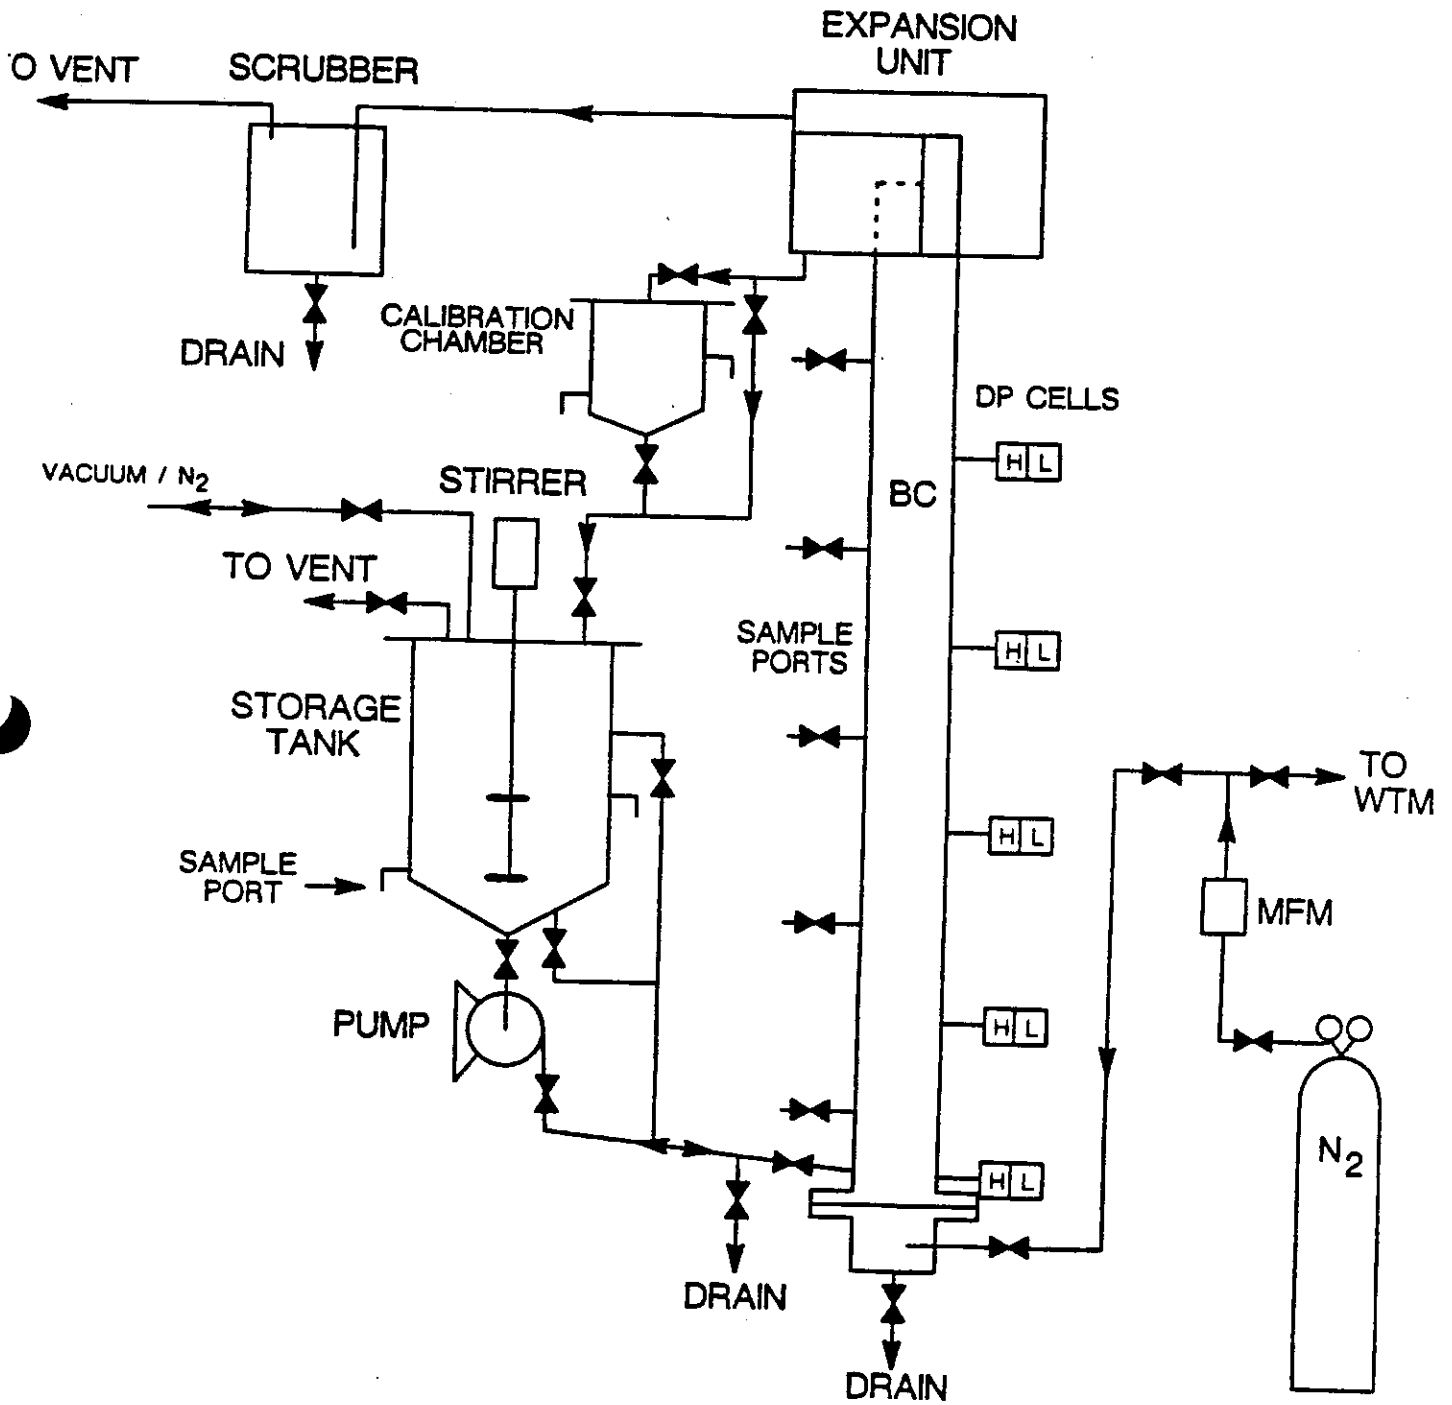 EXPANSION
UNIT
O VENT
SCRUBBER
DRAIN
CALIBRATION
CHAMBER
DP CELLS
H L
VACUUM / N2
STIRRER
BC
TO VENT
SAMPLE
PORTS
H L
STORAGE
TANK
TO
WTM
H L
SAMPLE
PORT
MFM
PUMP
H L
N2
H L
DRAIN
DRAIN